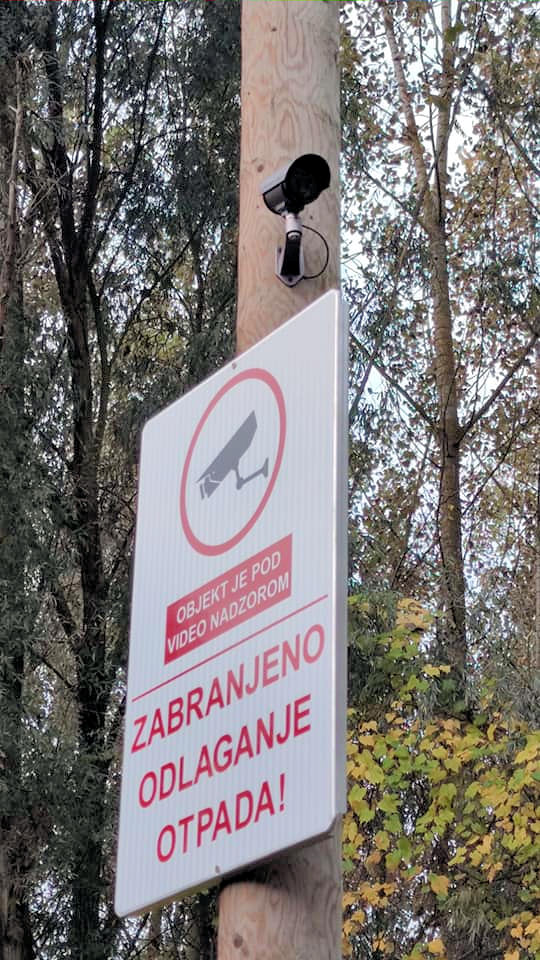 OBJEKT JE POD
VIDEO NADZOROM
ZABRANJENO
ODLAGANJE
OTPADA!